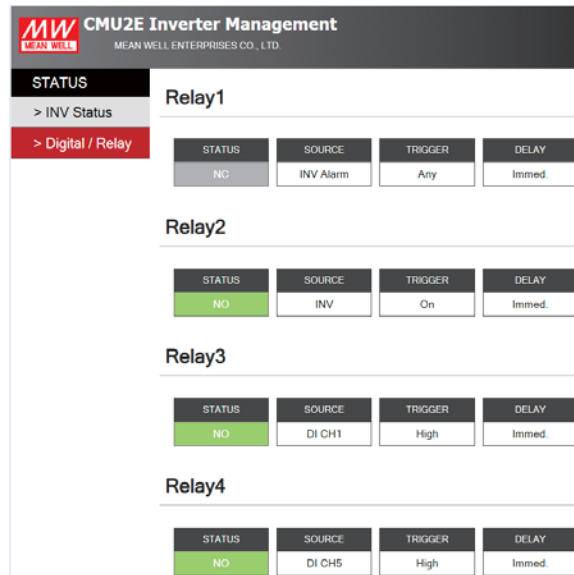 MW
MEAN WELL
CMU2E Inverter Management
MEAN WELL ENTERPRISES CO., LTD.
STATUS
> INV Status
> Digital / Relay
Relay1
STATUS SOURCE TRIGGER DELAY
NC INV Alarm Any Immed.
Relay2
STATUS SOURCE TRIGGER DELAY
NO INV On Immed.
Relay3
STATUS SOURCE TRIGGER DELAY
NO DI CH1 High Immed.
Relay4
STATUS SOURCE TRIGGER DELAY
NO DI CH5 High Immed.